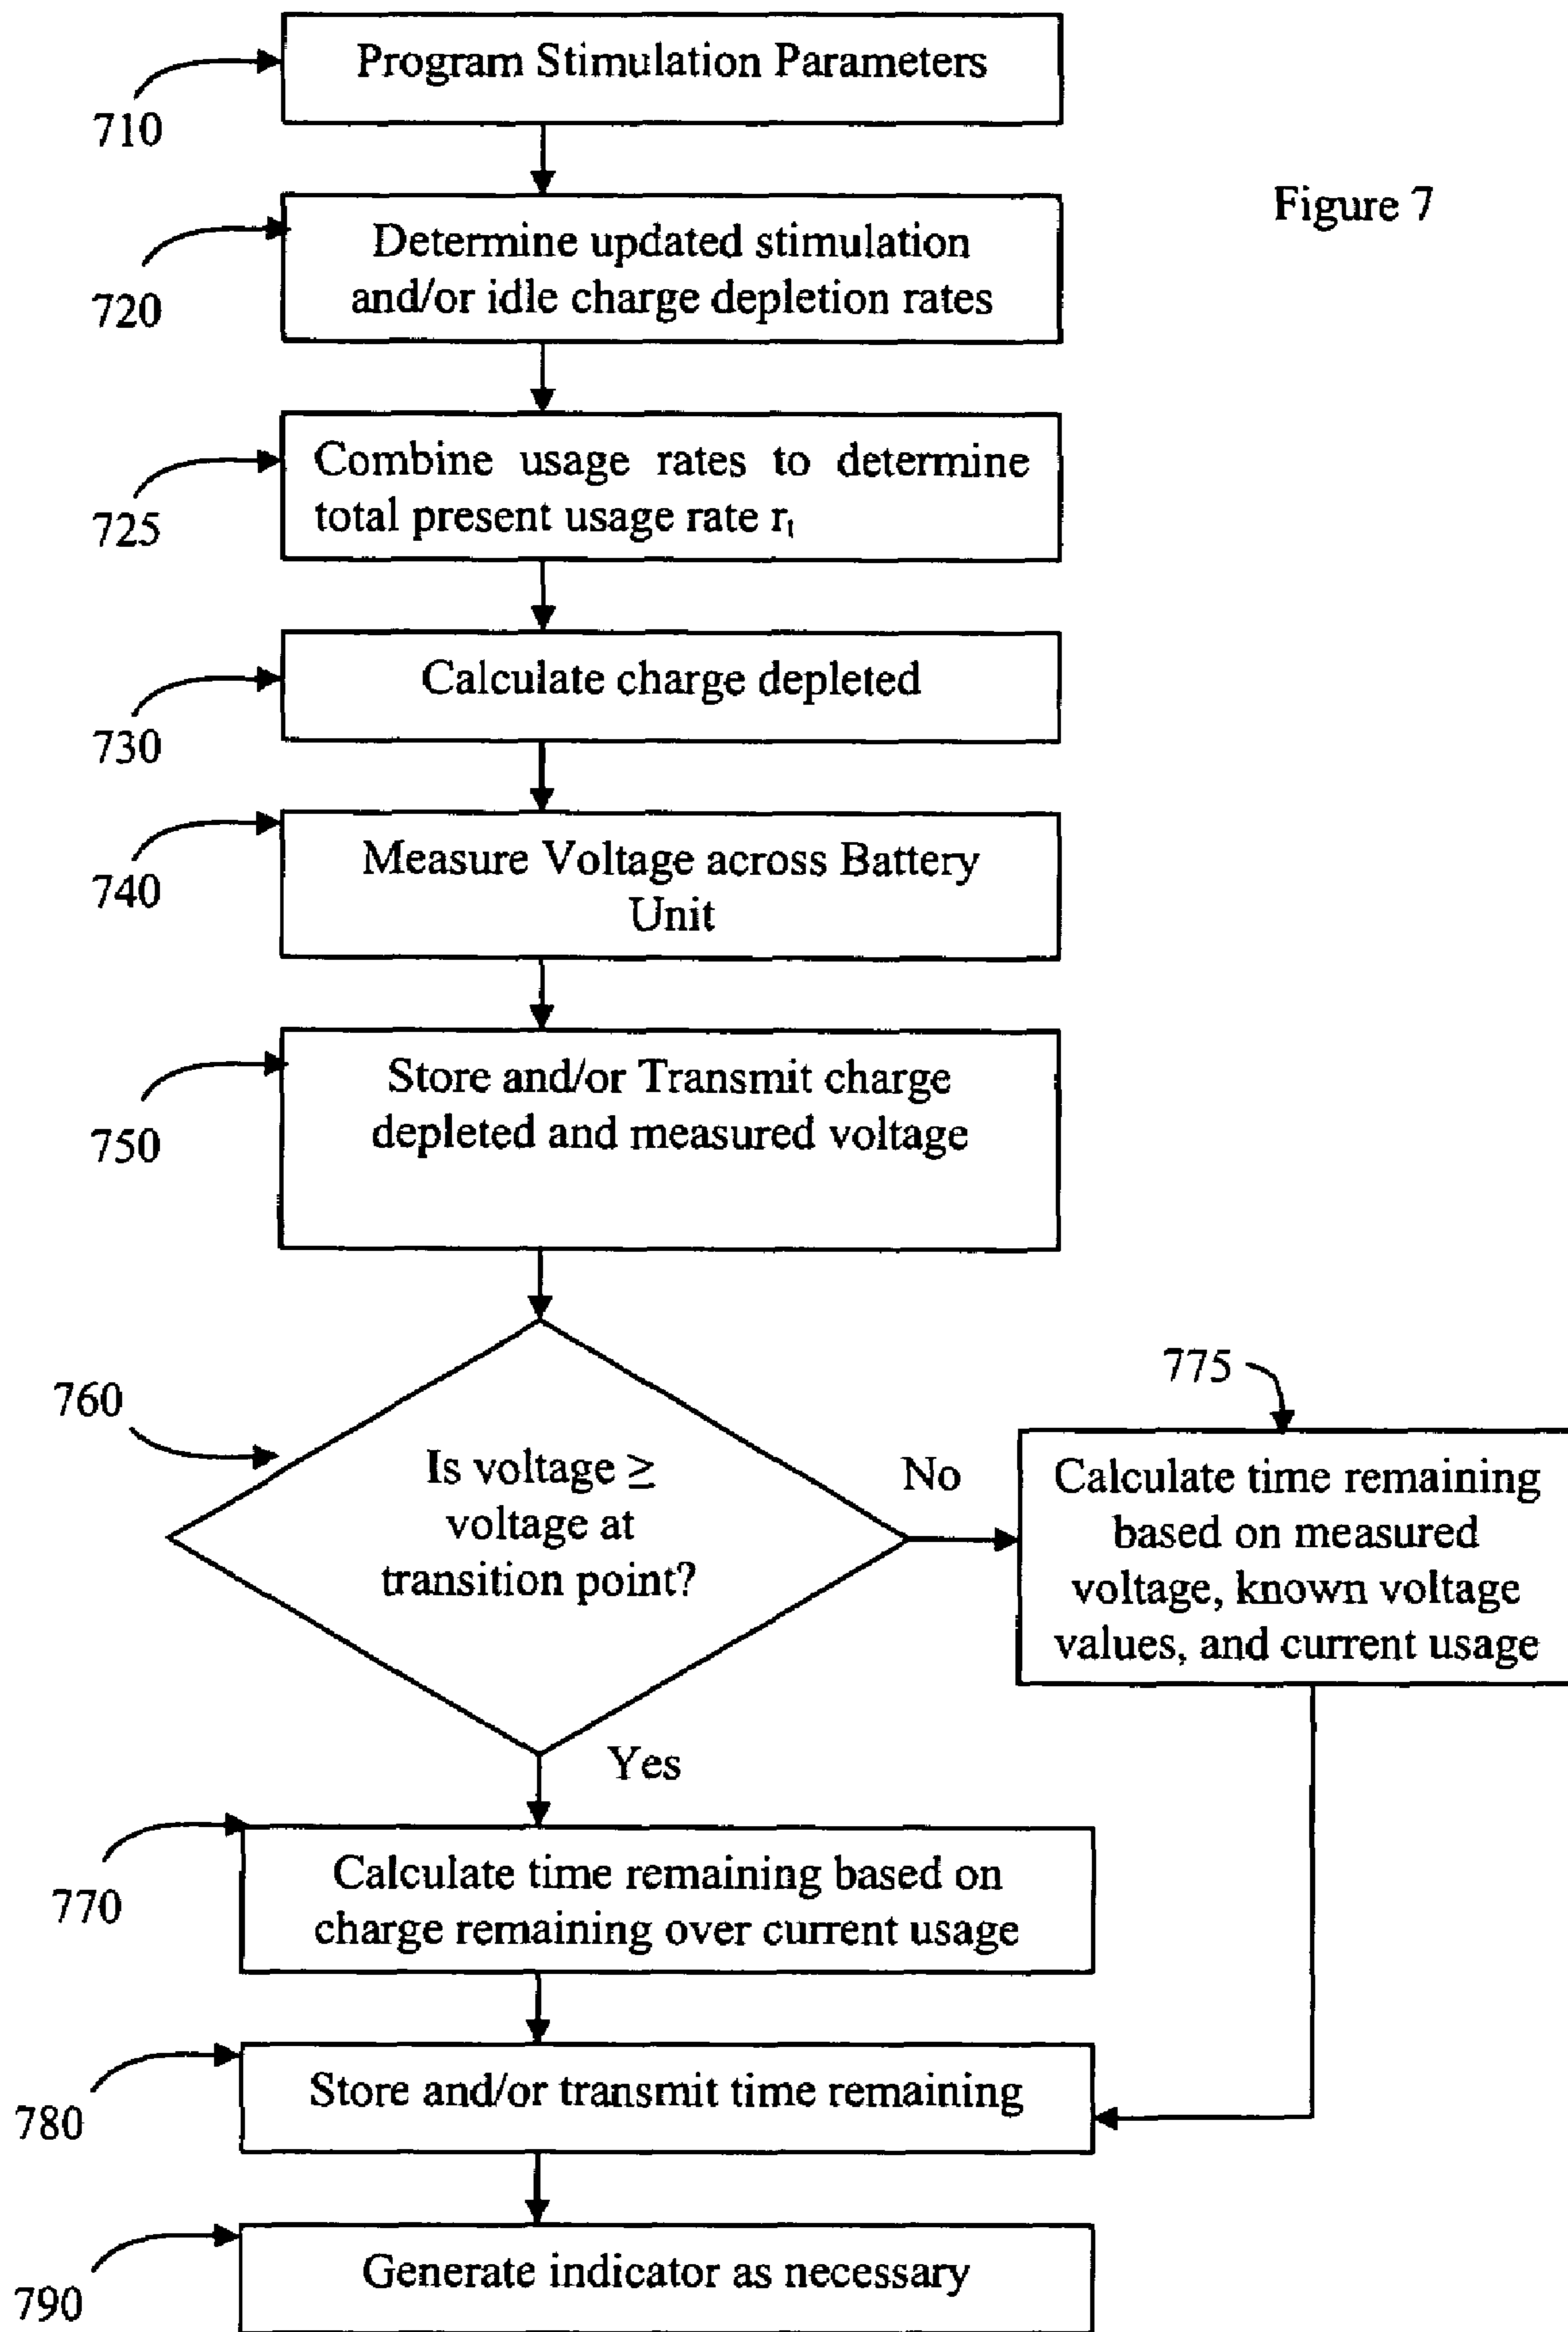 Program Stimulation Parameters
710
Figure 7
Determine updated stimulation
and/or idle charge depletion rates
720
Combine usage rates to determine
total present usage rate rₜ
725
Calculate charge depleted
730
Measure Voltage across Battery
Unit
740
Store and/or Transmit charge
depleted and measured voltage
750
760
Is voltage ≥
voltage at
transition point?
No
775
Calculate time remaining
based on measured
voltage, known voltage
values, and current usage
Yes
770
Calculate time remaining based on
charge remaining over current usage
780
Store and/or transmit time remaining
790
Generate indicator as necessary